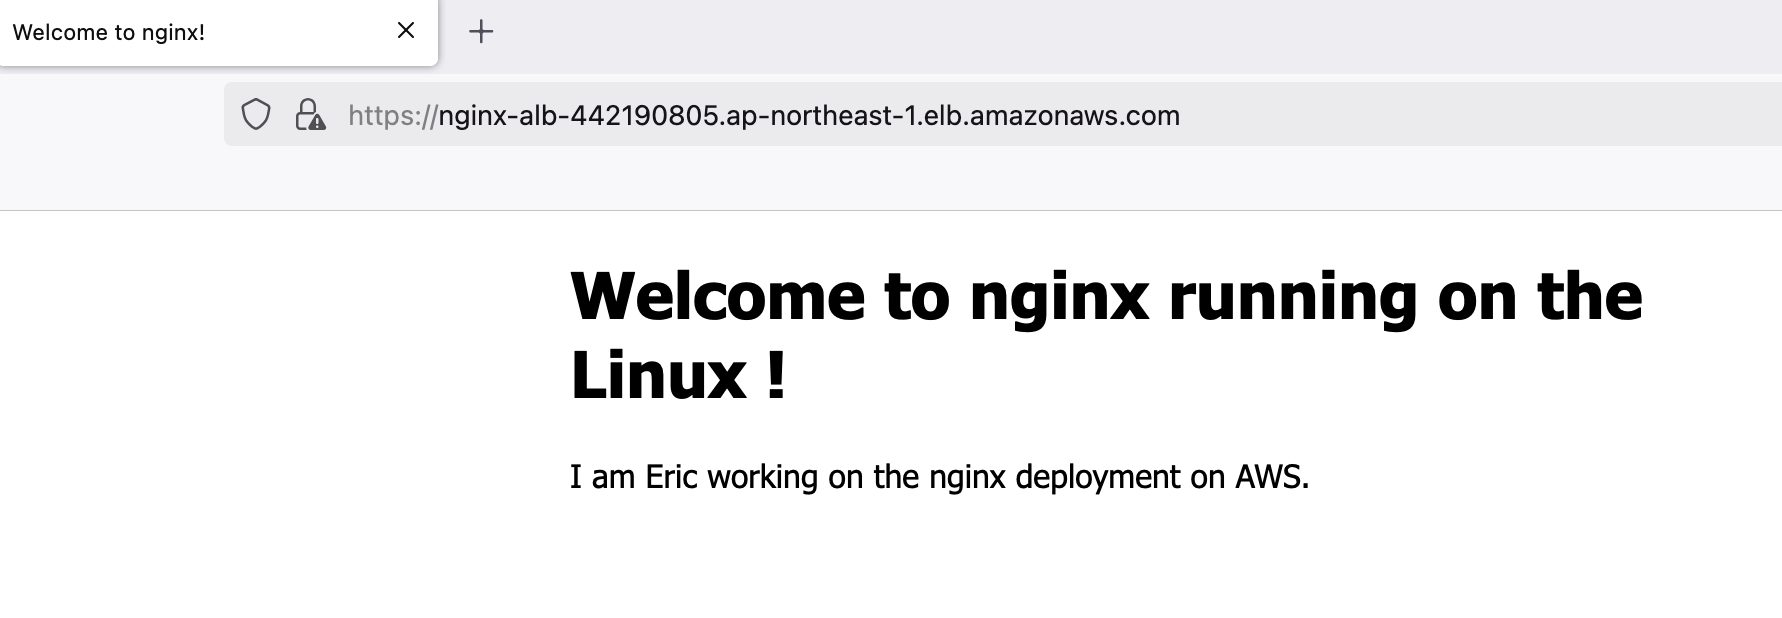 Welcome to nginx!
https://nginx-alb-442190805.ap-northeast-1.elb.amazonaws.com
Welcome to nginx running on the
Linux !
I am Eric working on the nginx deployment on AWS.